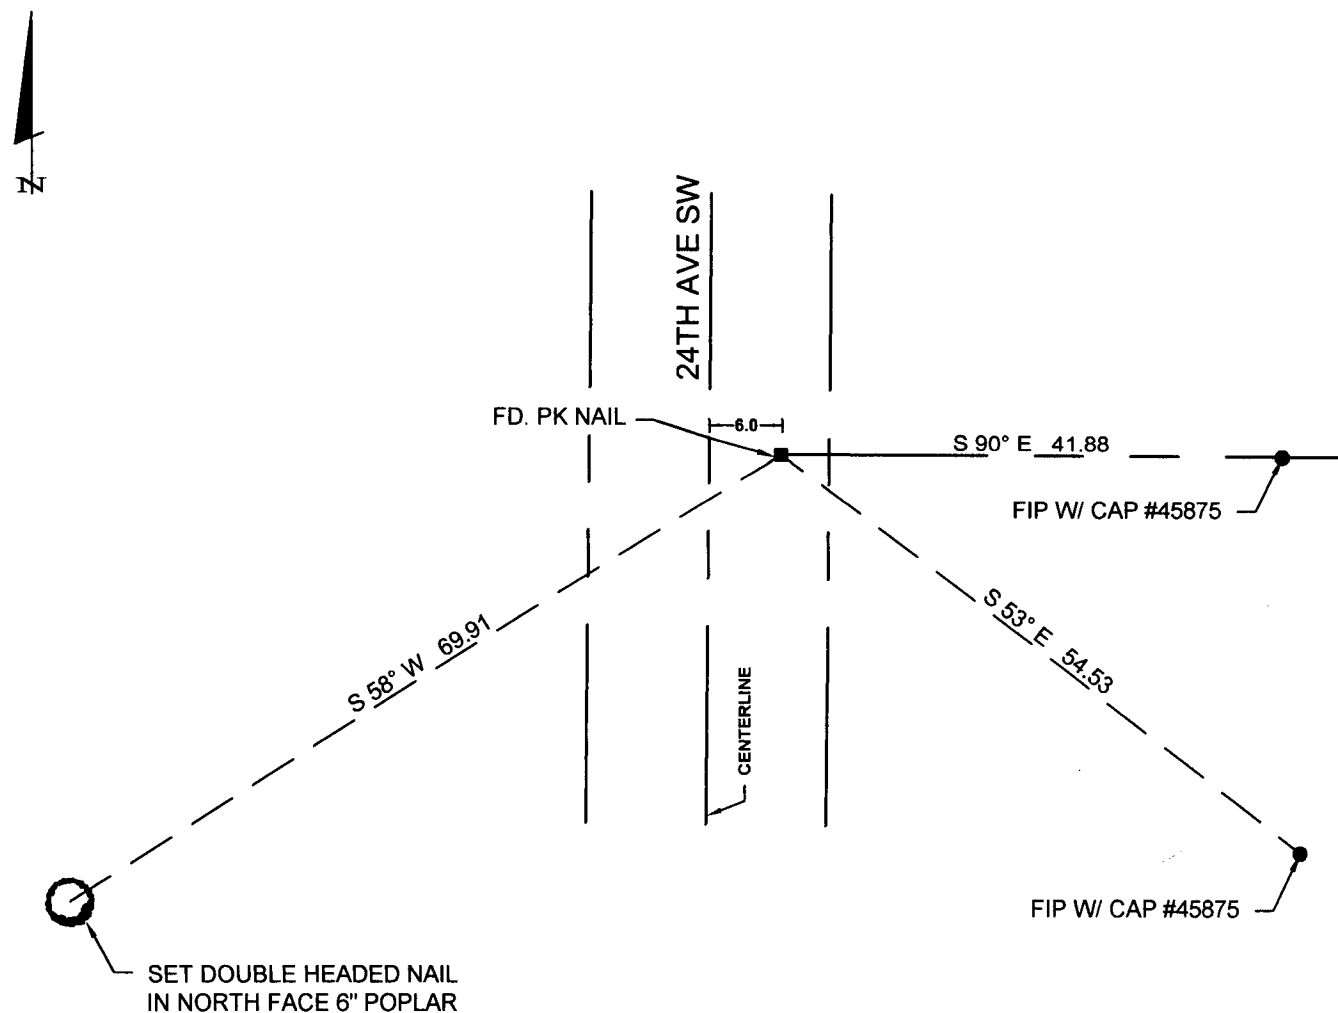 N
24TH AVE SW
FD. PK NAIL
6.0
S 90° E 41.88
FIP W/ CAP #45875
S 58° W 69.91
S 53° E 54.53
CENTERLINE
FIP W/ CAP #45875
SET DOUBLE HEADED NAIL
IN NORTH FACE 6" POPLAR